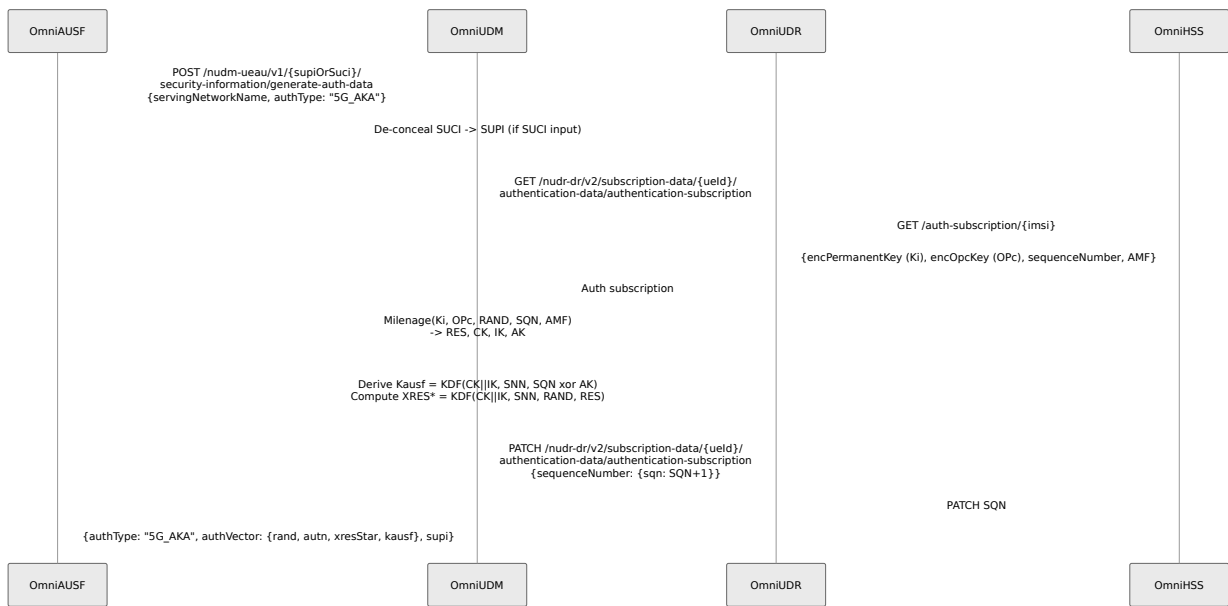 OmniAUSF
OmniUDM
OmniUDR
OmniHSS
POST /nudm-ueau/v1/{supiOrSuci}/
security-information/generate-auth-data
{servingNetworkName, authType: "5G_AKA"}
De-conceal SUCI -> SUPI (if SUCI input)
GET /nudr-dr/v2/subscription-data/{ueId}/
authentication-data/authentication-subscription
GET /auth-subscription/{imsi}
{encPermanentKey (Ki), encOpcKey (OPc), sequenceNumber, AMF}
Auth subscription
Milenage(Ki, OPc, RAND, SQN, AMF)
-> RES, CK, IK, AK
Derive Kausf = KDF(CK||IK, SNN, SQN xor AK)
Compute XRES* = KDF(CK||IK, SNN, RAND, RES)
PATCH /nudr-dr/v2/subscription-data/{ueId}/
authentication-data/authentication-subscription
{sequenceNumber: {sqn: SQN+1}}
PATCH SQN
{authType: "5G_AKA", authVector: {rand, autn, xresStar, kausf}, supi}
OmniAUSF
OmniUDM
OmniUDR
OmniHSS